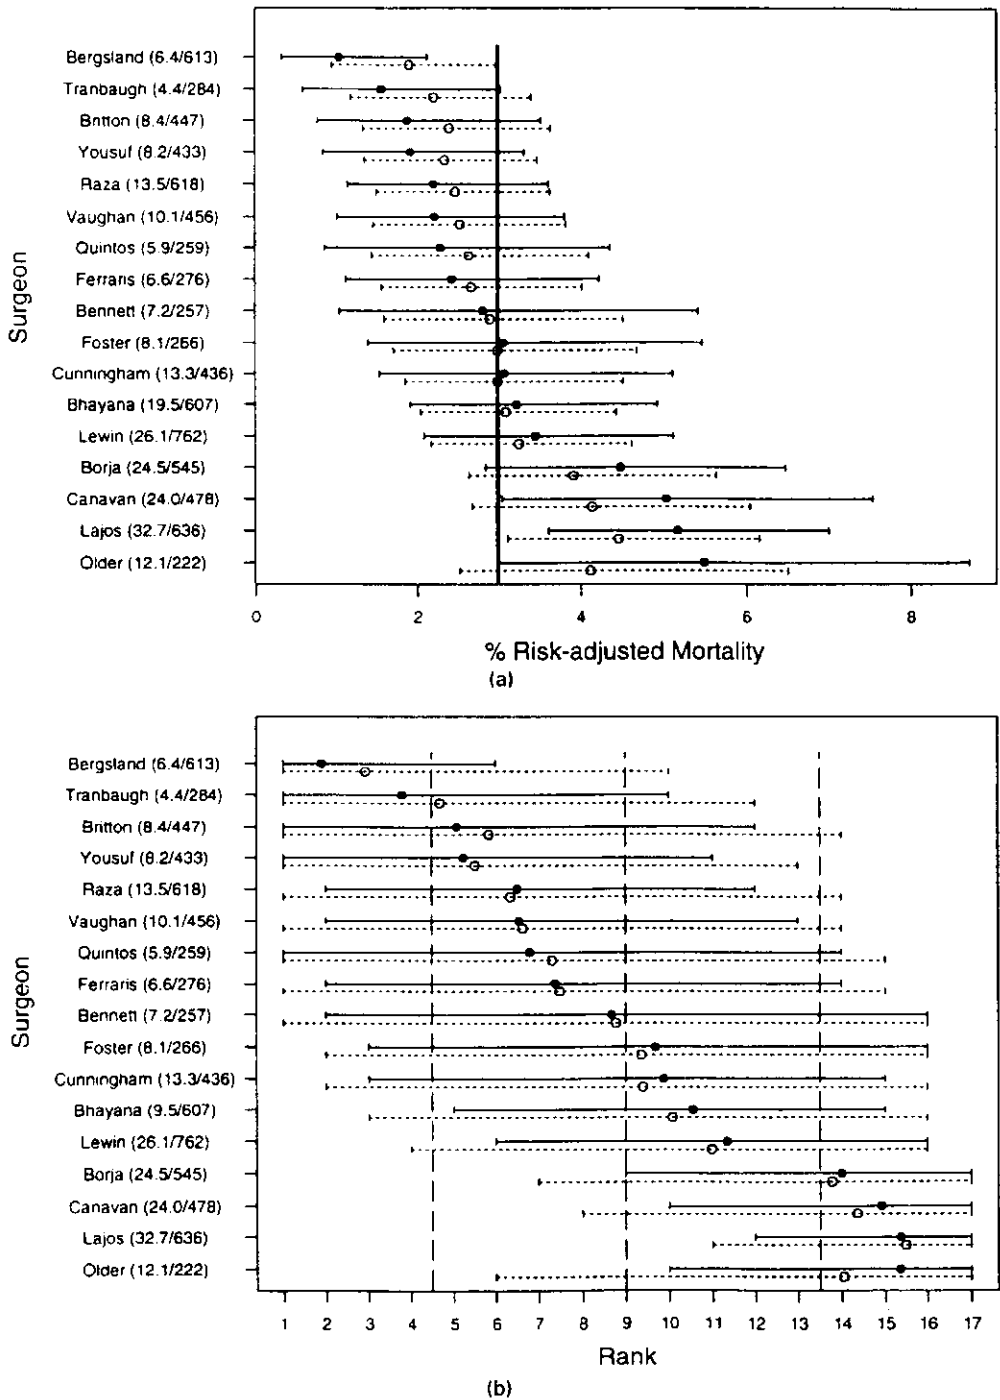 Surgeon
Bergsland (6.4/613)
Tranbaugh (4.4/284)
Britton (8.4/447)
Yousuf (8.2/433)
Raza (13.5/618)
Vaughan (10.1/456)
Quintos (5.9/259)
Ferraris (6.6/276)
Bennett (7.2/257)
Foster (8.1/266)
Cunningham (13.3/436)
Bhayana (19.5/607)
Lewin (26.1/762)
Borja (24.5/545)
Canavan (24.0/478)
Lajos (32.7/636)
Older (12.1/222)
0 2 4 6 8
% Risk-adjusted Mortality
(a)
Surgeon
Bergsland (6.4/613)
Tranbaugh (4.4/284)
Britton (8.4/447)
Yousuf (8.2/433)
Raza (13.5/618)
Vaughan (10.1/456)
Quintos (5.9/259)
Ferraris (6.6/276)
Bennett (7.2/257)
Foster (8.1/266)
Cunningham (13.3/436)
Bhayana (9.5/607)
Lewin (26.1/762)
Borja (24.5/545)
Canavan (24.0/478)
Lajos (32.7/636)
Older (12.1/222)
1 2 3 4 5 6 7 8 9 10 11 12 13 14 15 16 17
Rank
(b)